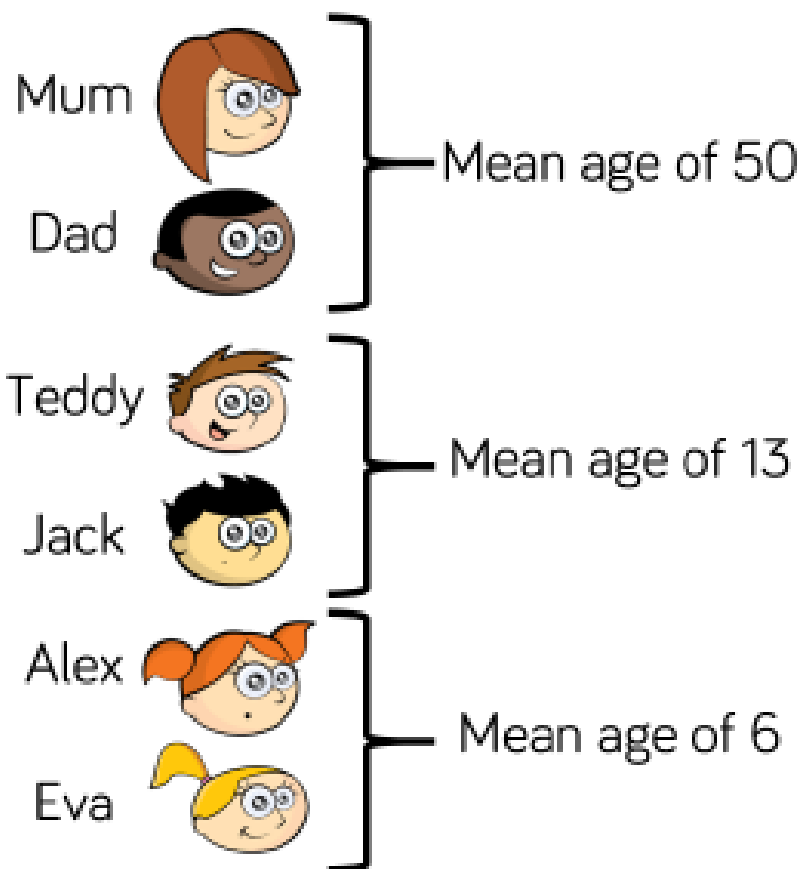 Mum
Mean age of 50
Dad
Teddy
Mean age of 13
Jack
Alex
Mean age of 6
Eva